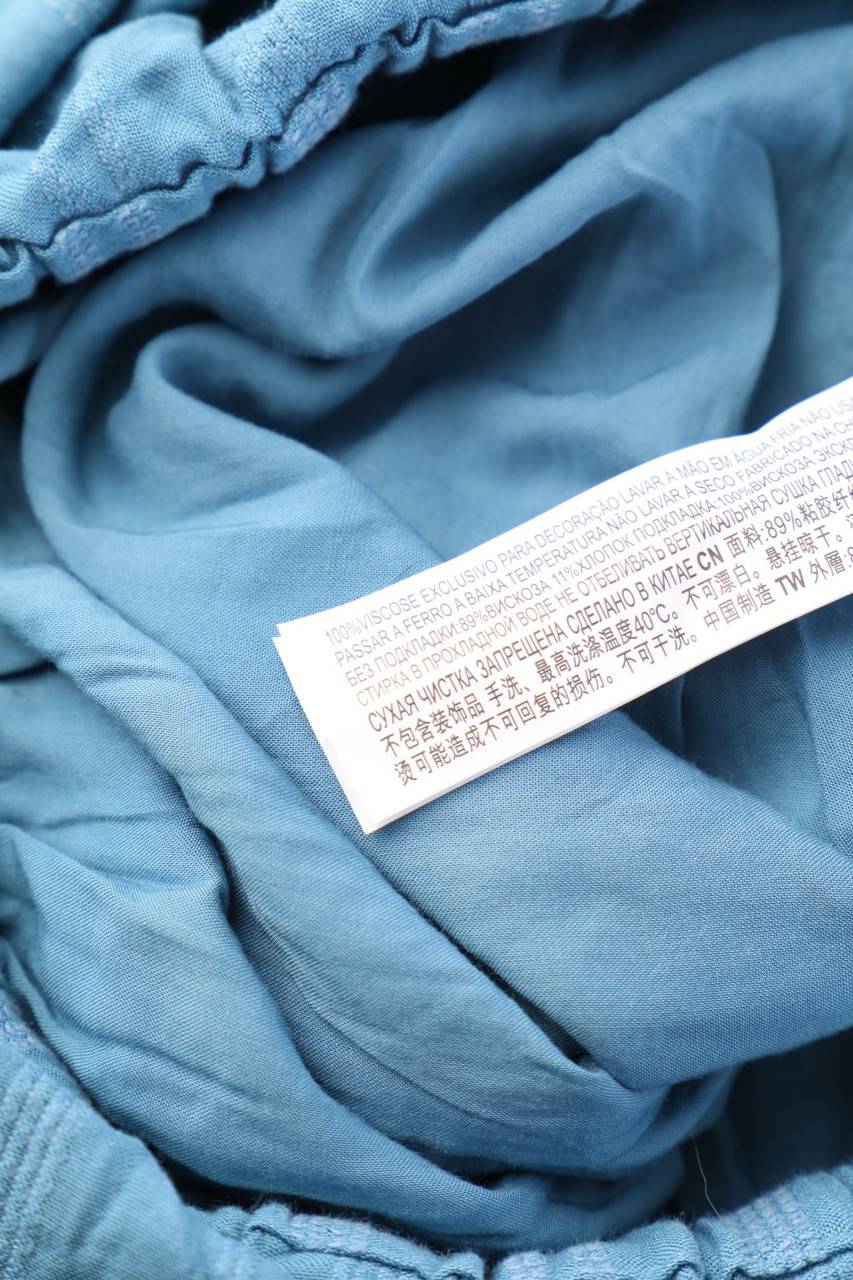 100%VISCOSE EXCLUSIVO PARA DECORAÇÃO LAVAR À MÃO EM ÁGUA FRIA NÃO
PASSAR A FERRO A BAIXA TEMPERATURA NÃO LAVAR A SECO FABRICADO NA
БЕЗ ПОДКЛАДКИ:89%ВИСКОЗА 11%ХЛОПОК ПОДКЛАДКА:100%ВИСКОЗА
СТИРКА В ПРОХЛАДНОЙ ВОДЕ НЕ ОТБЕЛИВАТЬ ВЕРТИКАЛЬНАЯ СУШКА
СУХАЯ ЧИСТКА ЗАПРЕЩЕНА СДЕЛАНО В КИТАЕ CN 面料:89%粘胶纤
不包含装饰品 手洗、最高洗涤温度40℃。不可漂白。悬挂晾干。
烫可能造成不可回复的损伤。不可干洗。中国制造 TW 外層: